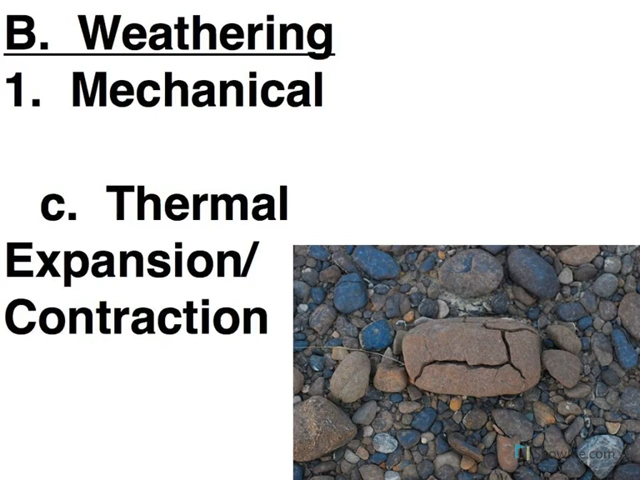 B. Weathering
1. Mechanical
c. Thermal
Expansion/
Contraction